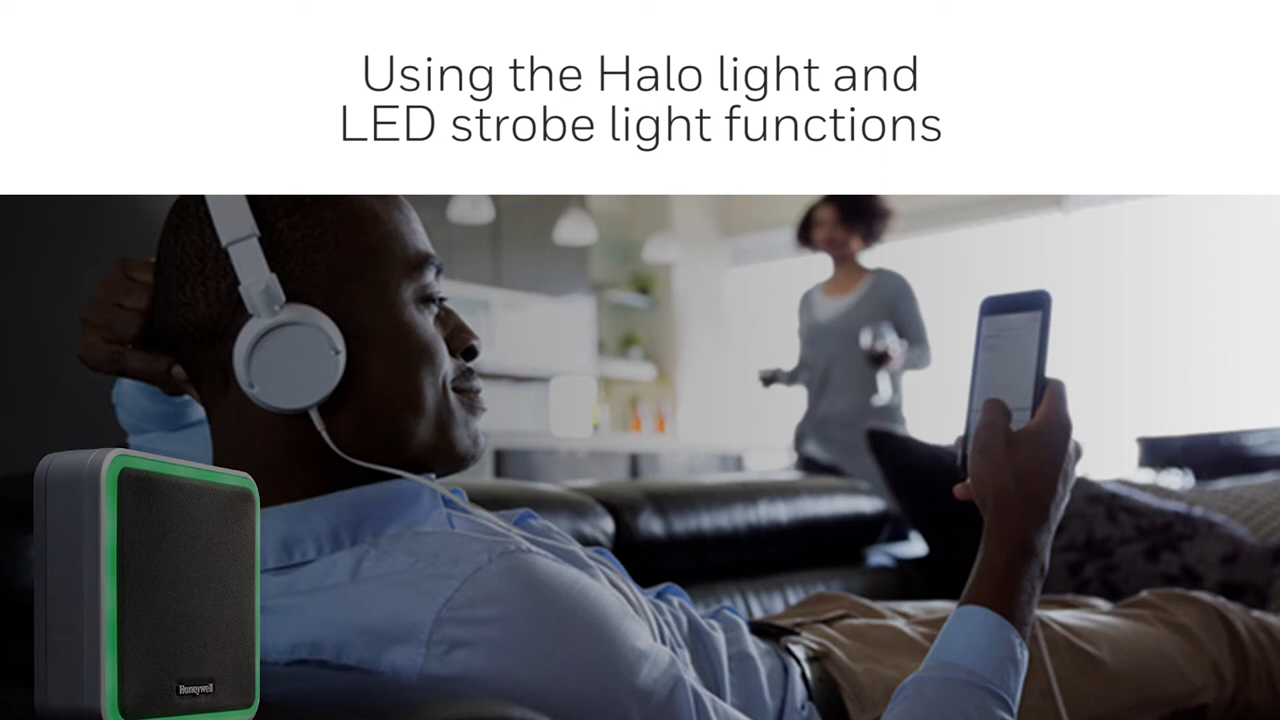 Using the Halo light and
LED strobe light functions
Honeywell